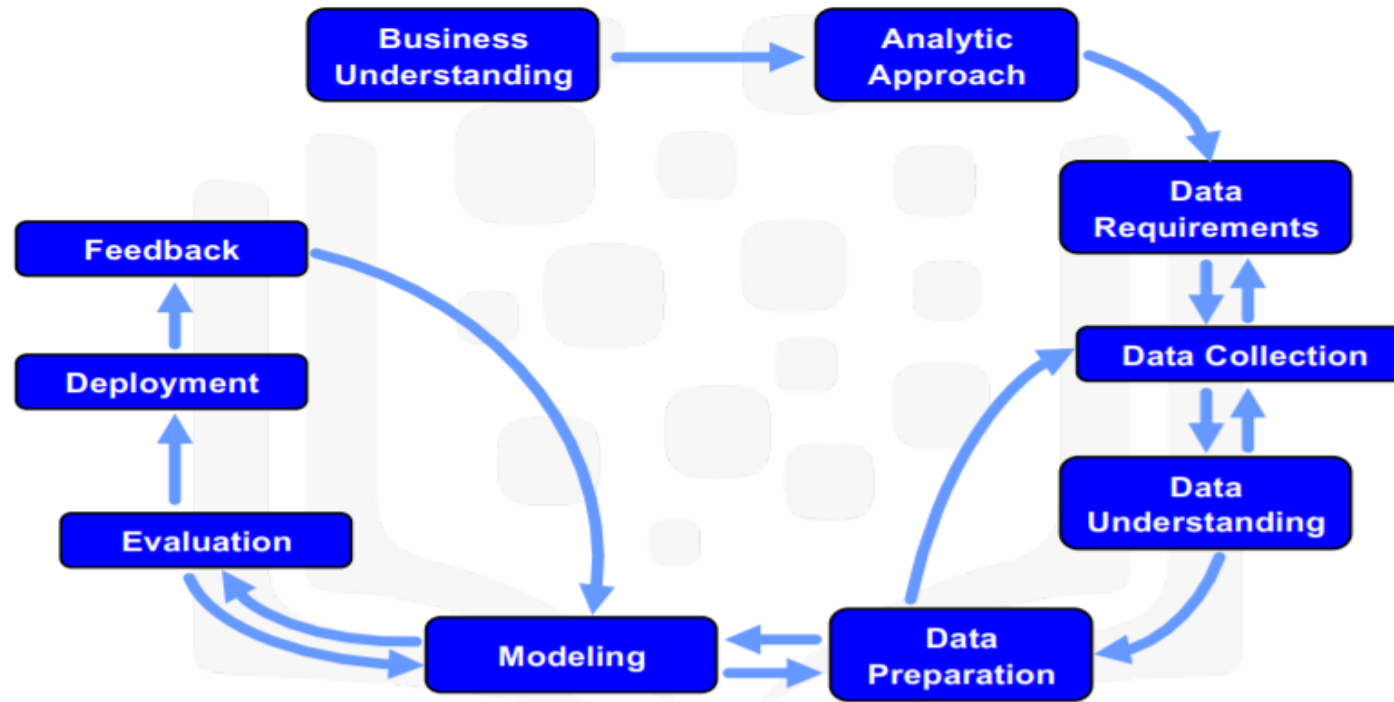 Business
Understanding
Analytic
Approach
Data
Requirements
Feedback
Data Collection
Deployment
Data
Understanding
Evaluation
Modeling
Data
Preparation